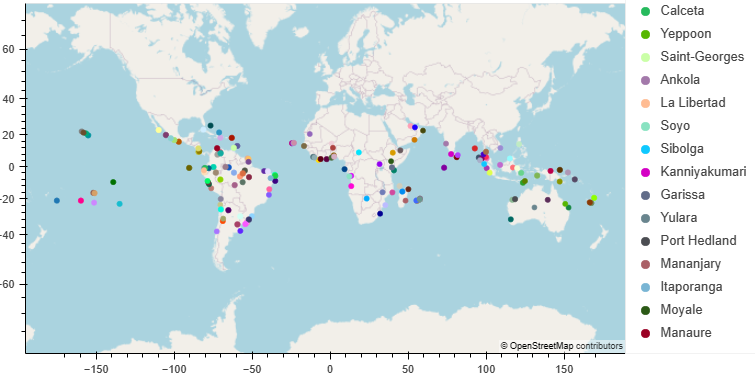 Calceta
Yeppoon
Saint-Georges
Ankola
La Libertad
Soyo
Sibolga
Kanniyakumari
Garissa
Yulara
Port Hedland
Mananjary
Itaporanga
Moyale
Manaure
60
40
20
0
−20
−40
−60
© OpenStreetMap contributors
−150 −100 −50 0 50 100 150